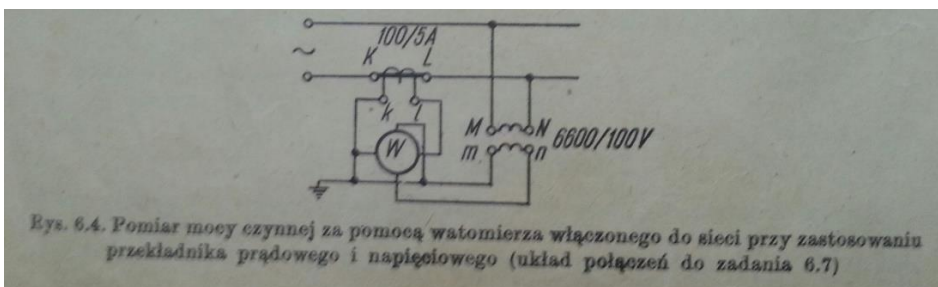 100/5A
K L
~
k l
W
M N 6600/100V
m n
Rys. 6.4. Pomiar mocy czynnej za pomocą watomierza włączonego do sieci przy zastosowaniu
przekładnika prądowego i napięciowego (układ połączeń do zadania 6.7)